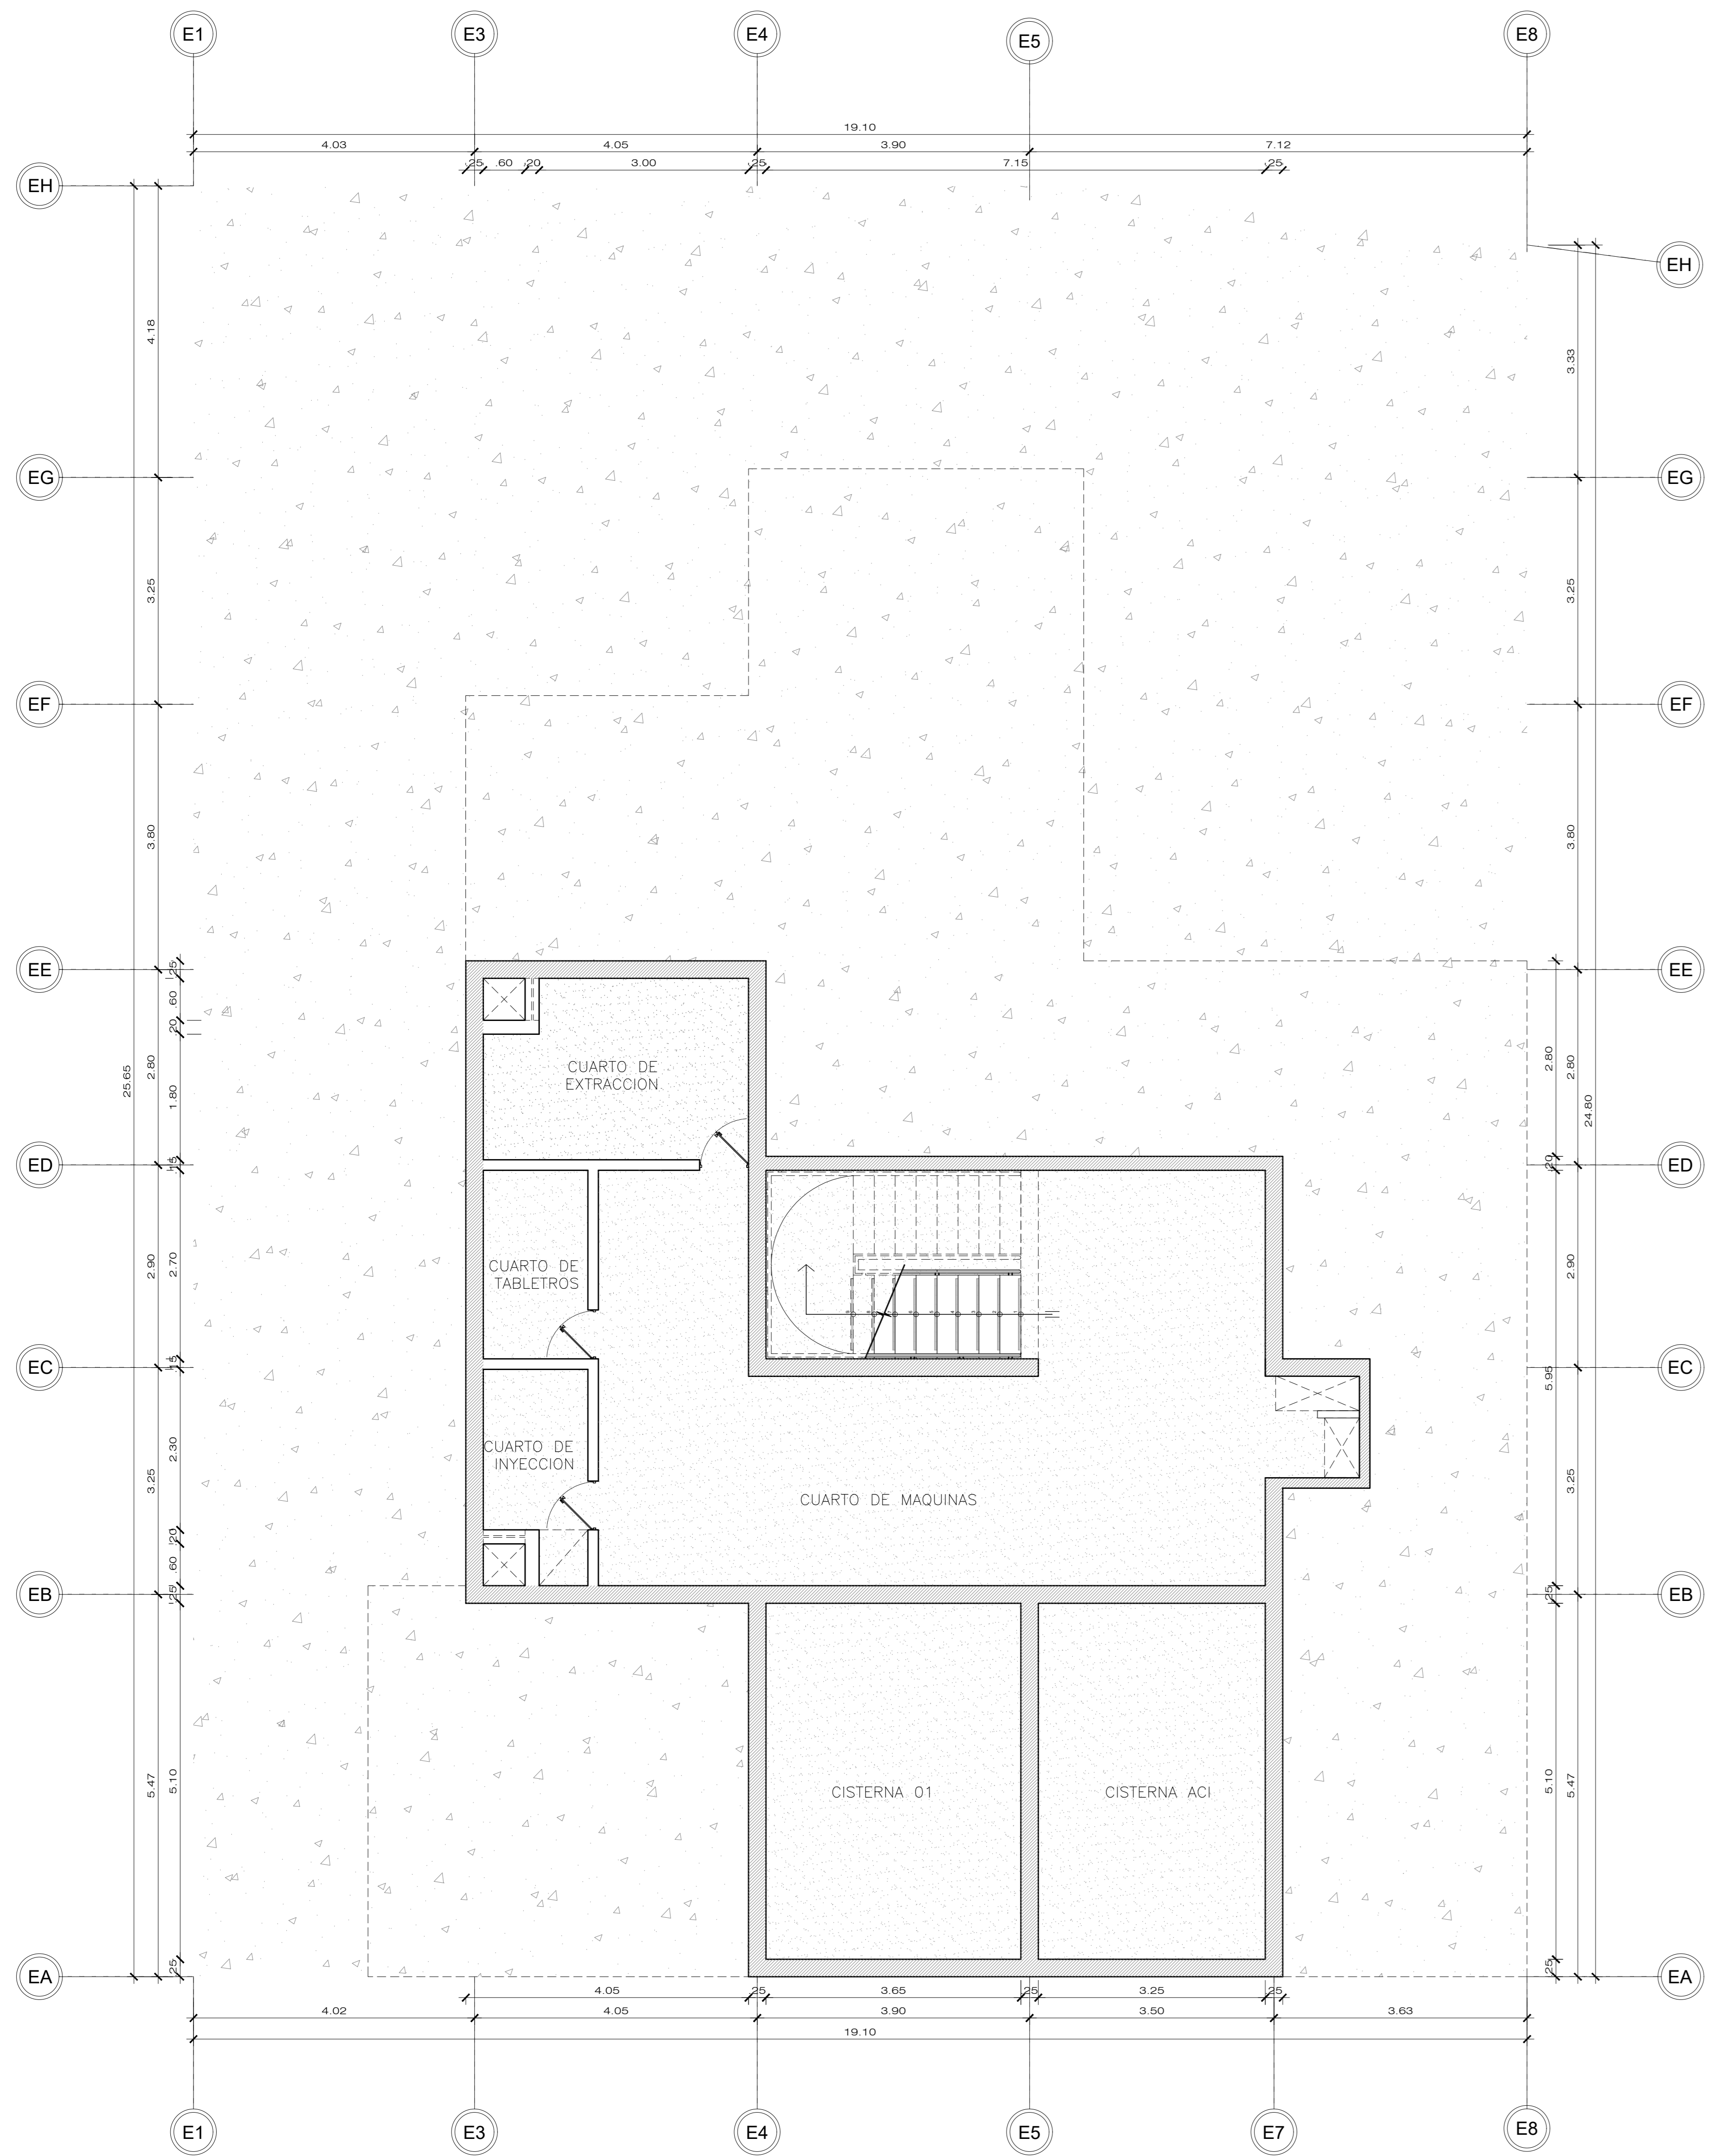 E1
E3
E4
E5
E8
19.10
4.03
4.05
3.90
7.12
.25
.60
.20
3.00
.25
7.15
.25
EH
EH
4.18
3.33
EG
EG
3.25
3.25
EF
EF
3.80
3.80
EE
EE
.25
.60
.20
2.80
1.80
25.65
2.80
2.80
24.80
CUARTO DE
EXTRACCION
ED
ED
.15
.20
2.90
2.70
2.90
CUARTO DE
TABLETROS
EC
EC
.15
5.95
2.30
3.25
3.25
CUARTO DE
INYECCION
CUARTO DE MAQUINAS
.20
.60
EB
EB
.25
.25
5.47
5.10
5.10
5.47
CISTERNA 01
CISTERNA ACI
.25
.25
EA
EA
4.05
.25
3.65
.25
3.25
.25
4.02
4.05
3.90
3.50
3.63
19.10
E1
E3
E4
E5
E7
E8